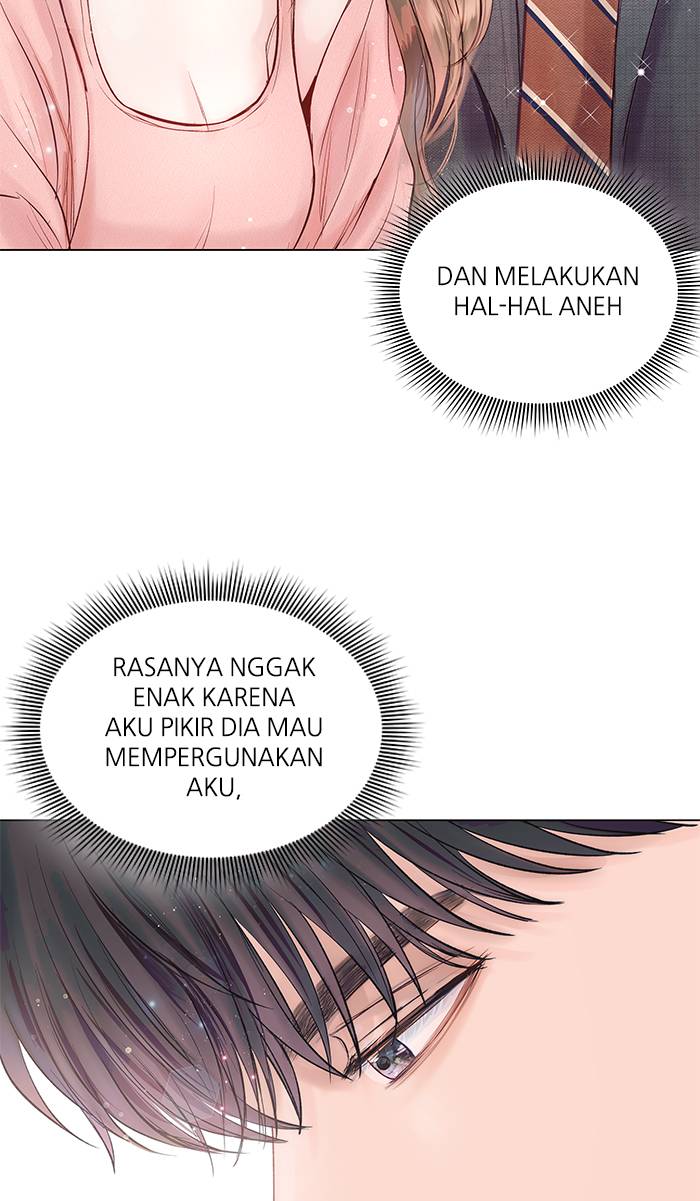 DAN MELAKUKAN
HAL-HAL ANEH
RASANYA NGGAK
ENAK KARENA
AKU PIKIR DIA MAU
MEMPERGUNAKAN
AKU,